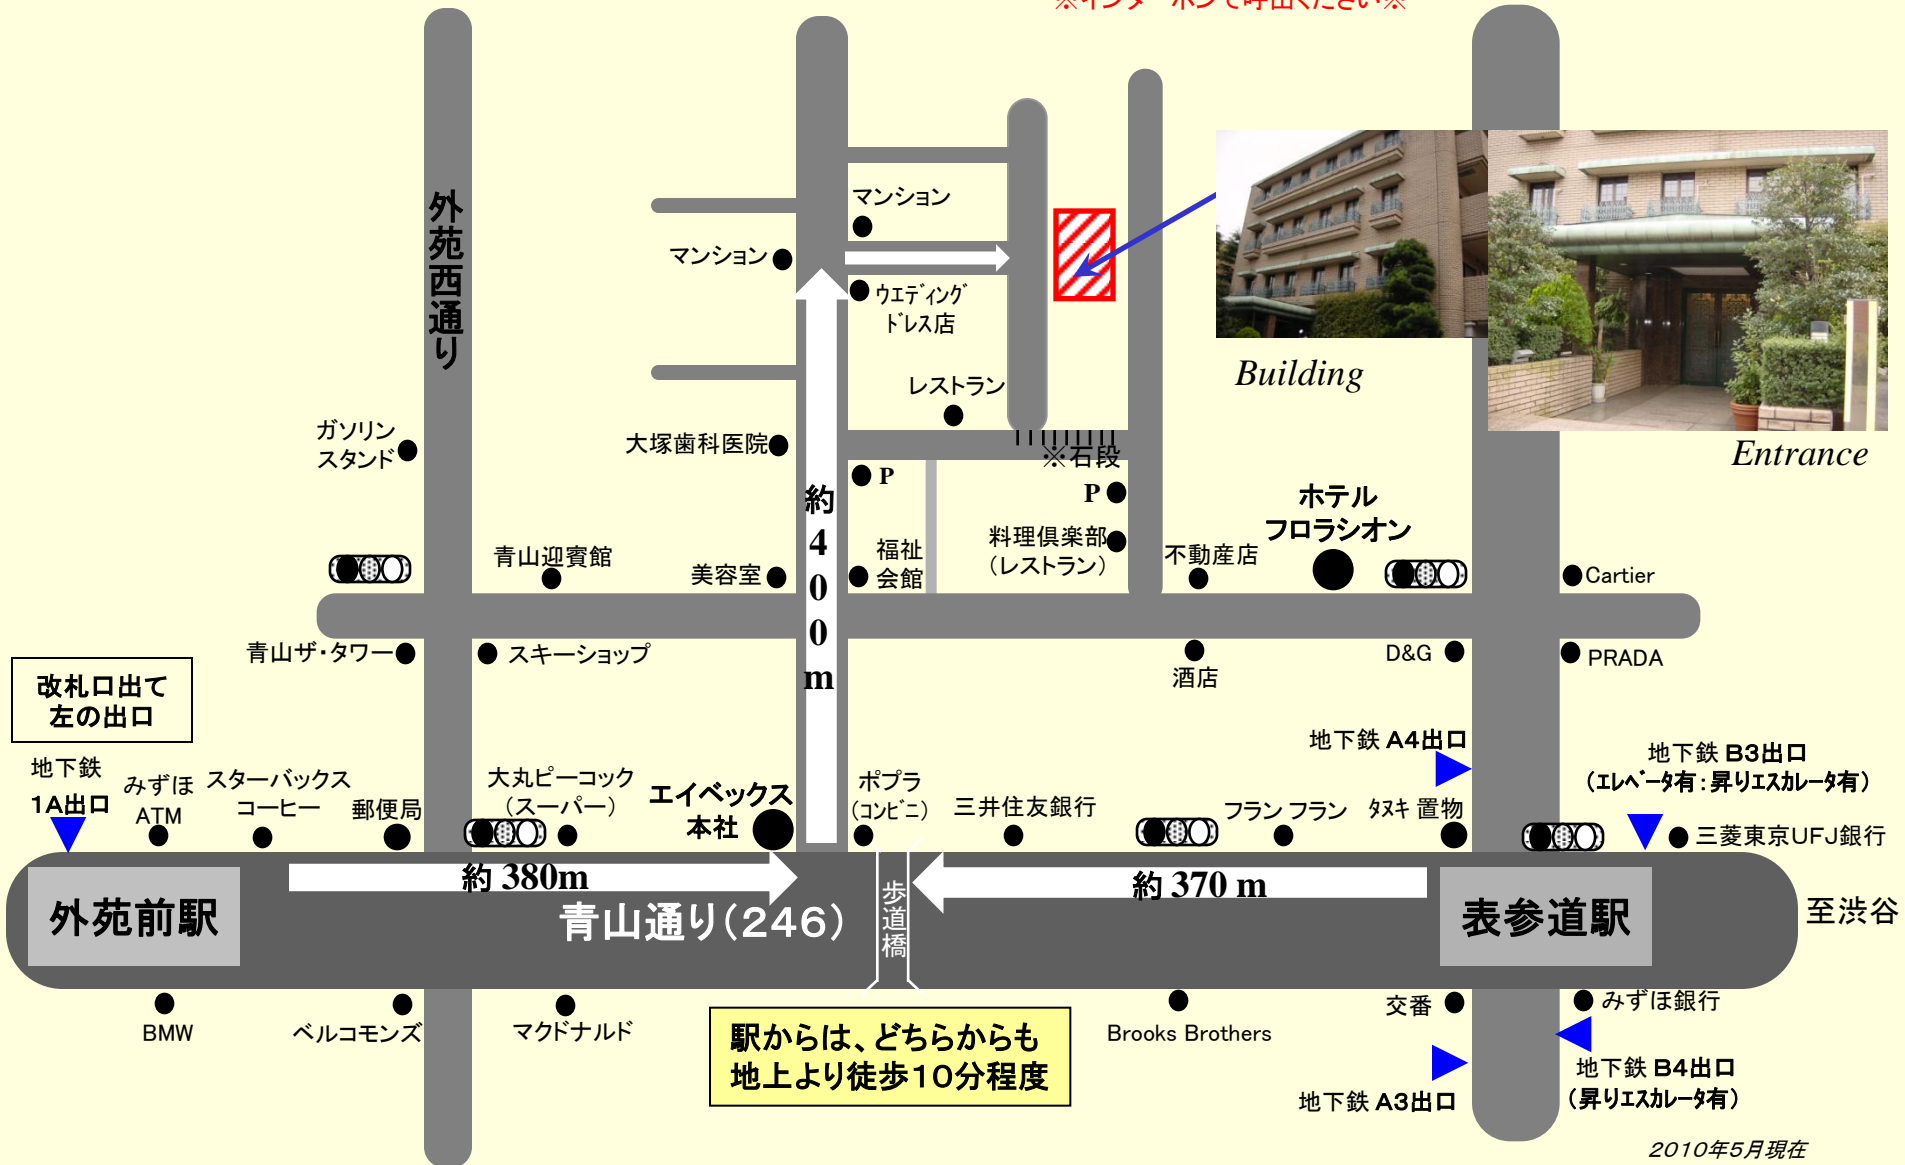 ※インターホンで呼出ください※
外苑西通り
マンション
マンション
ウエディング
ドレス店
Building
Entrance
レストラン
ガソリン
スタンド
大塚歯科医院
※石段
P
P
約400m
ホテル
フロラシオン
青山迎賓館
美容室
福祉
会館
料理倶楽部
(レストラン)
不動産店
Cartier
青山ザ・タワー
スキーショップ
酒店
D&G
PRADA
改札口出て
左の出口
地下鉄
1A出口
みずほ
ATM
スターバックス
コーヒー
郵便局
大丸ピーコック
(スーパー)
エイベックス
本社
ポプラ
(コンビニ)
三井住友銀行
フラン フラン
タヌキ 置物
地下鉄 A4出口
地下鉄 B3出口
(エレベータ有:昇りエスカレータ有)
三菱東京UFJ銀行
約 380m
約 370 m
外苑前駅
青山通り(246)
歩道橋
表参道駅
至渋谷
BMW
ベルコモンズ
マクドナルド
駅からは、どちらからも
地上より徒歩10分程度
Brooks Brothers
交番
みずほ銀行
地下鉄 A3出口
地下鉄 B4出口
(昇りエスカレータ有)
2010年5月現在